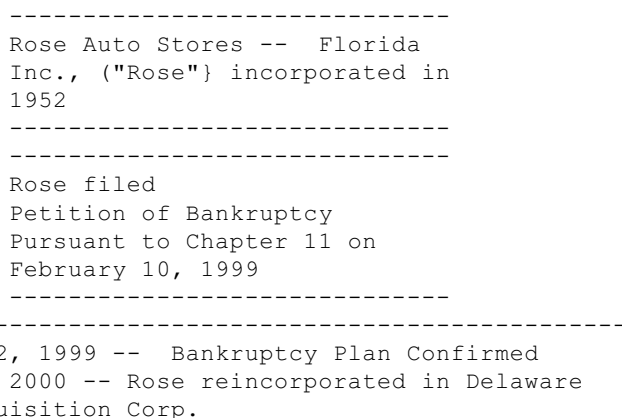 ------------------------------
Rose Auto Stores --  Florida
Inc., ("Rose"} incorporated in
1952
------------------------------
------------------------------
Rose filed
Petition of Bankruptcy
Pursuant to Chapter 11 on
February 10, 1999
------------------------------
-------------------------------------------
1999 --  Bankruptcy Plan Confirmed
2000 -- Rose reincorporated in Delaware
Corp.